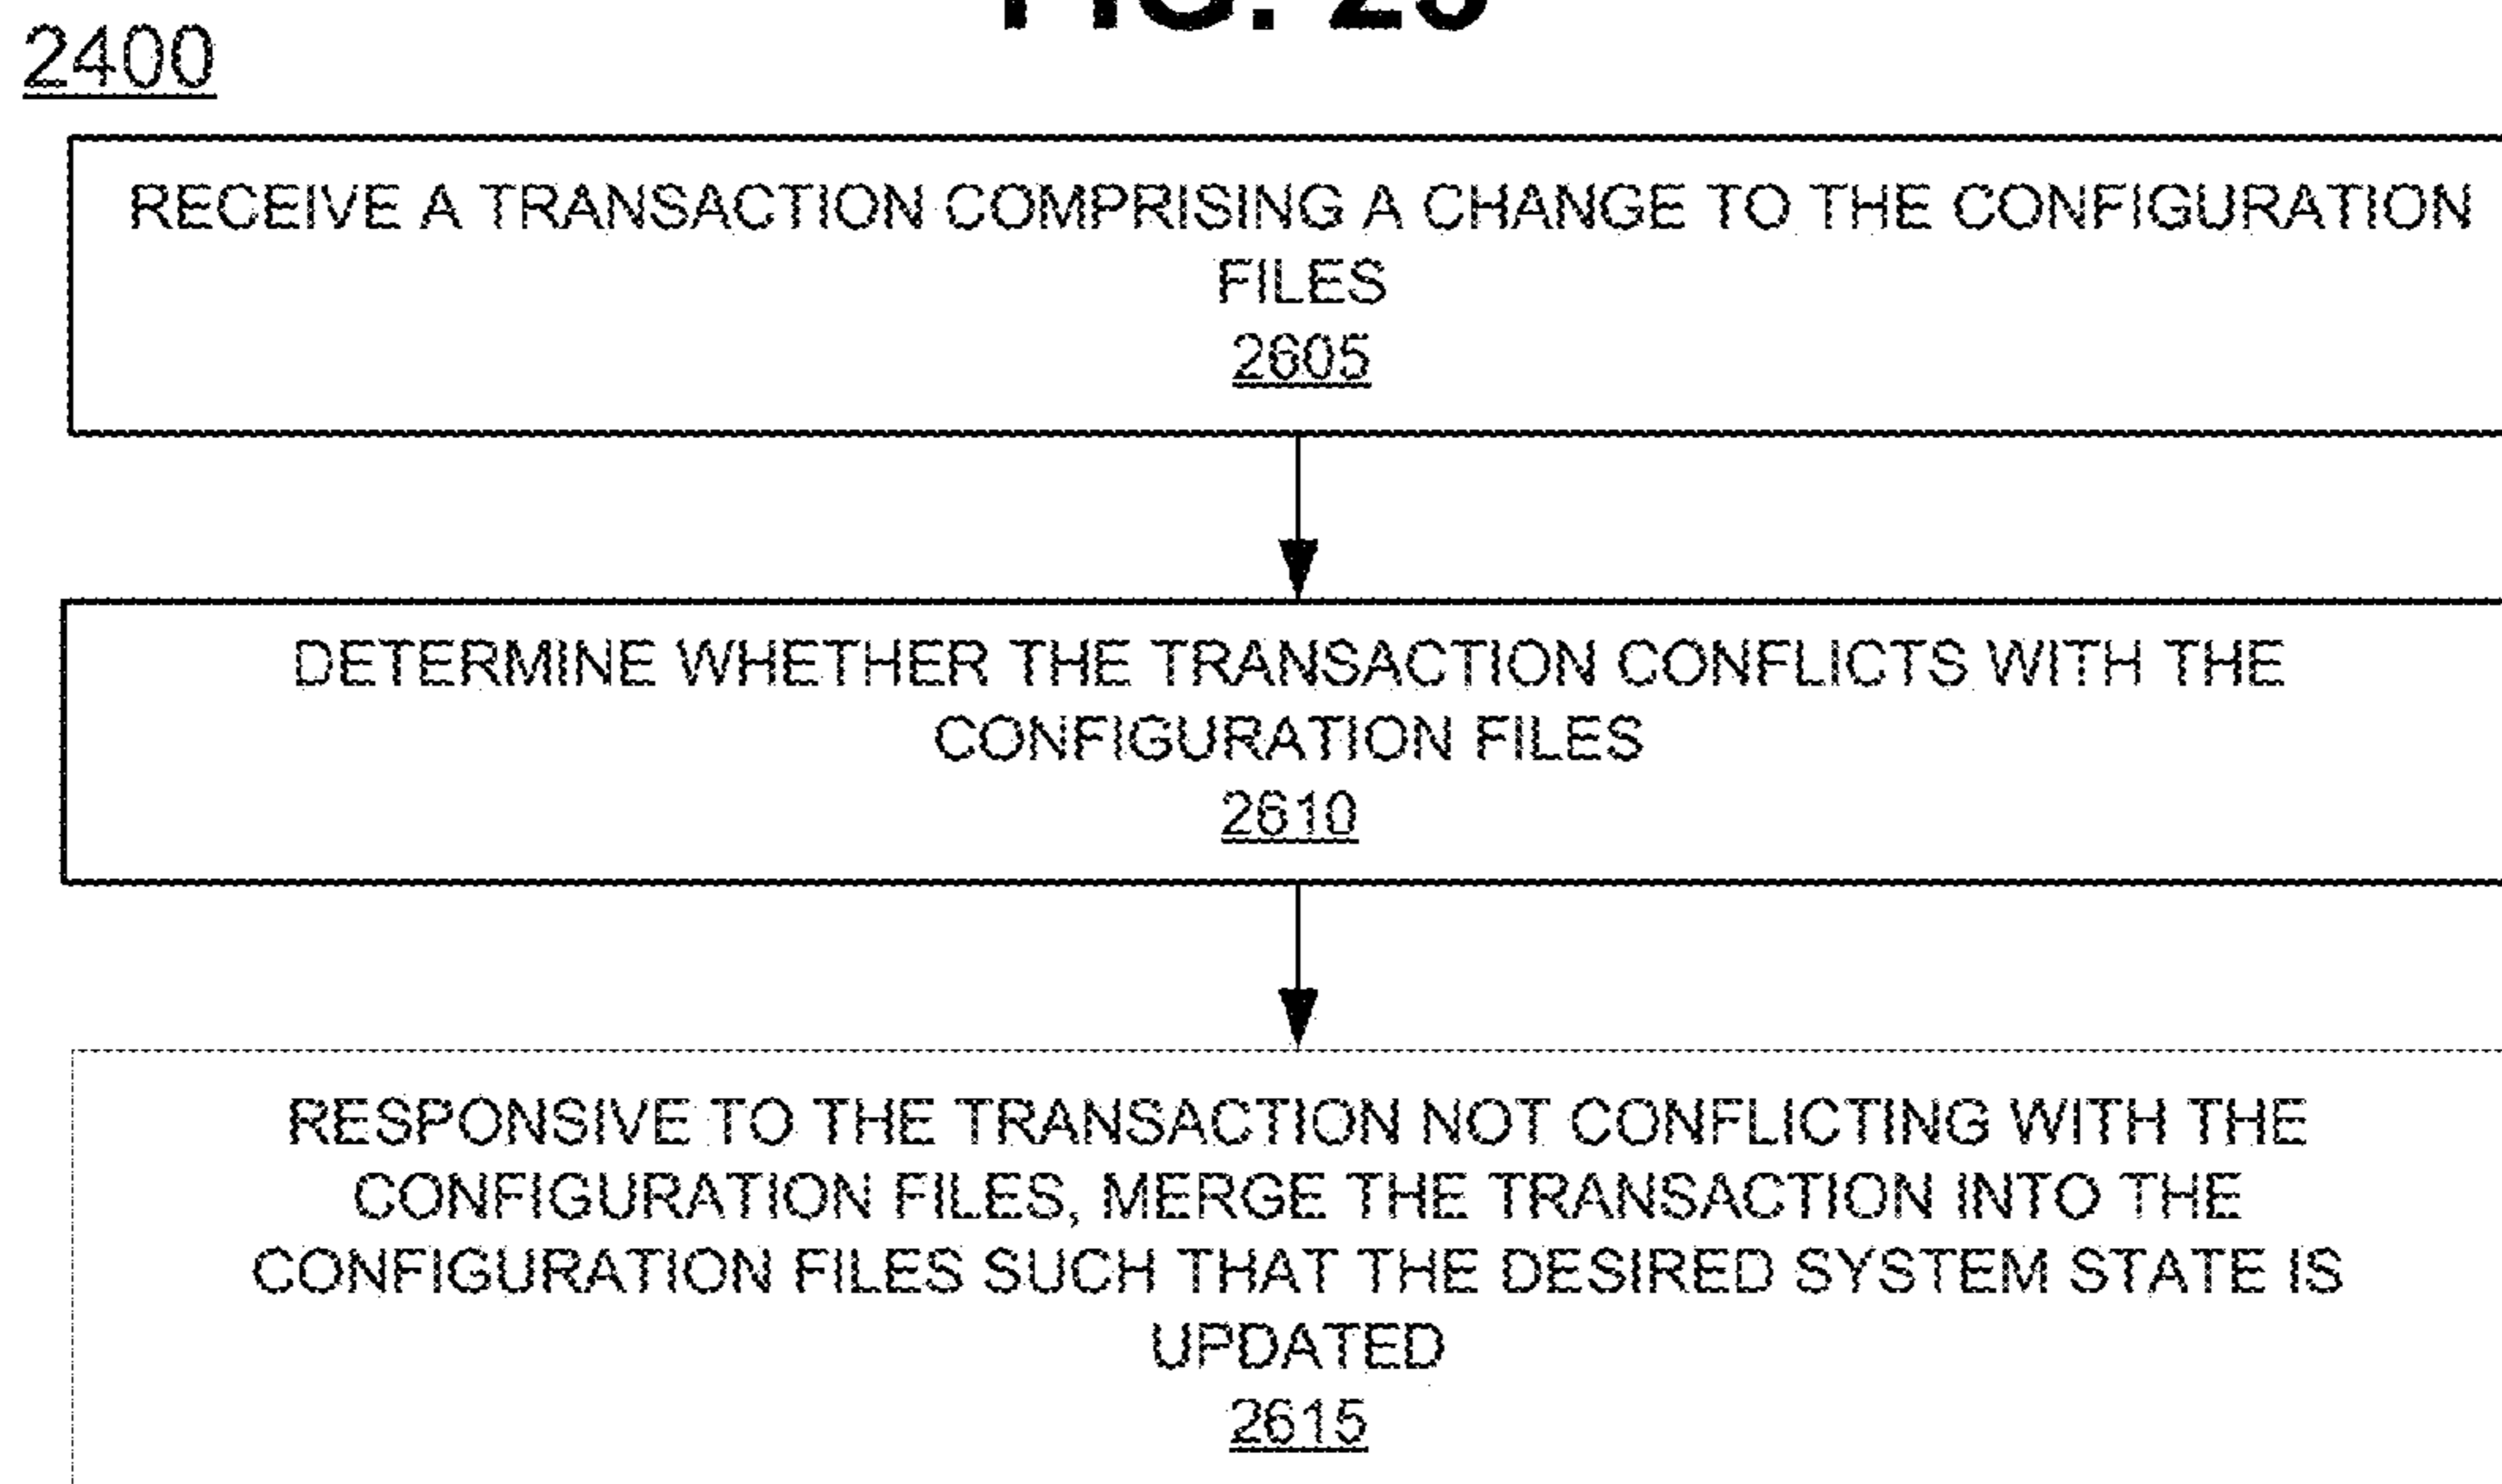 FIG. 25
2400
RECEIVE A TRANSACTION COMPRISING A CHANGE TO THE CONFIGURATION
FILES
2605
DETERMINE WHETHER THE TRANSACTION CONFLICTS WITH THE
CONFIGURATION FILES
2610
RESPONSIVE TO THE TRANSACTION NOT CONFLICTING WITH THE
CONFIGURATION FILES, MERGE THE TRANSACTION INTO THE
CONFIGURATION FILES SUCH THAT THE DESIRED SYSTEM STATE IS
UPDATED
2615